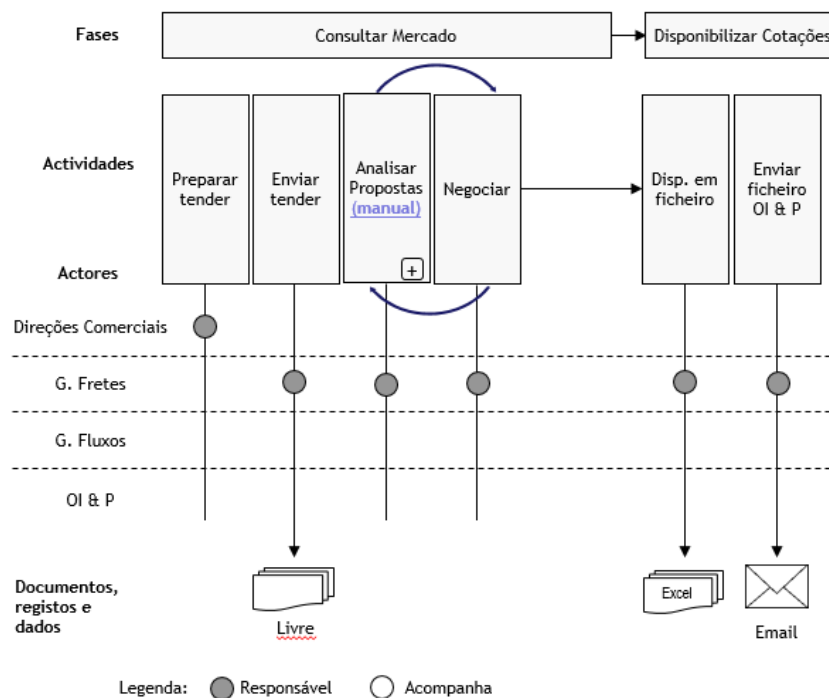 Fases
Consultar Mercado
Disponibilizar Cotações
Actividades
Preparar
tender
Enviar
tender
Analisar
Propostas
(manual)
+
Negociar
Disp. em
ficheiro
Enviar
ficheiro
OI & P
Actores
Direções Comerciais
G. Fretes
G. Fluxos
OI & P
Documentos,
registos e
dados
Livre
Excel
Email
Legenda:
Responsável
Acompanha